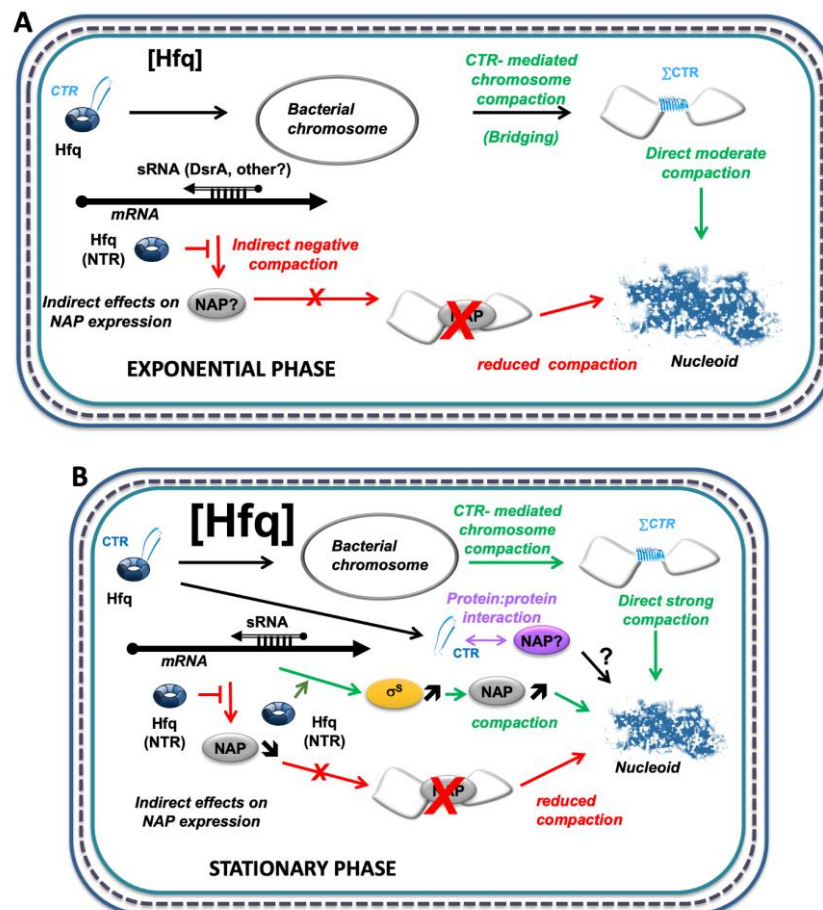 A
[Hfq]
CTR
Hfq
Bacterial
chromosome
CTR- mediated
chromosome
compaction
(Bridging)
ΣCTR
Direct moderate
compaction
sRNA (DsrA, other?)
mRNA
Hfq
(NTR)
Indirect negative
compaction
Indirect effects on
NAP expression
NAP?
X
NAP
X
reduced compaction
Nucleoid
EXPONENTIAL PHASE
B
[Hfq]
CTR
Hfq
Bacterial
chromosome
CTR- mediated
chromosome
compaction
ΣCTR
Direct strong
compaction
Protein:protein
interaction
CTR
NAP?
?
sRNA
mRNA
Hfq
(NTR)
Hfq
(NTR)
σS
NAP
compaction
NAP
X
NAP
X
Indirect effects on
NAP expression
reduced
compaction
Nucleoid
STATIONARY PHASE